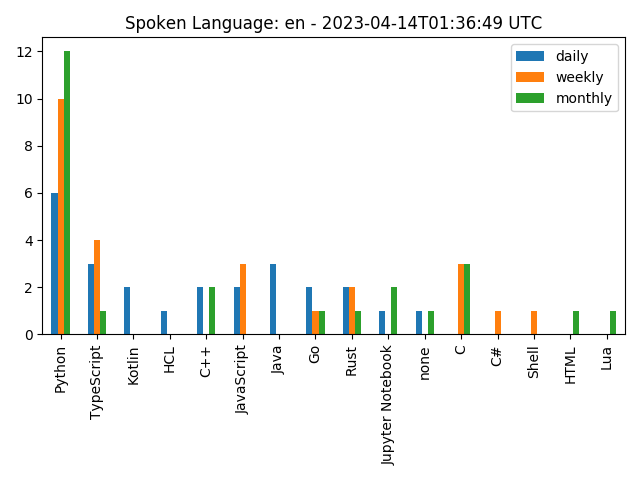 Spoken Language: en - 2023-04-14T01:36:49 UTC
daily
weekly
monthly
12
10
8
6
4
2
0
Python
TypeScript
Kotlin
HCL
C++
JavaScript
Java
Go
Rust
Jupyter Notebook
none
C
C#
Shell
HTML
Lua